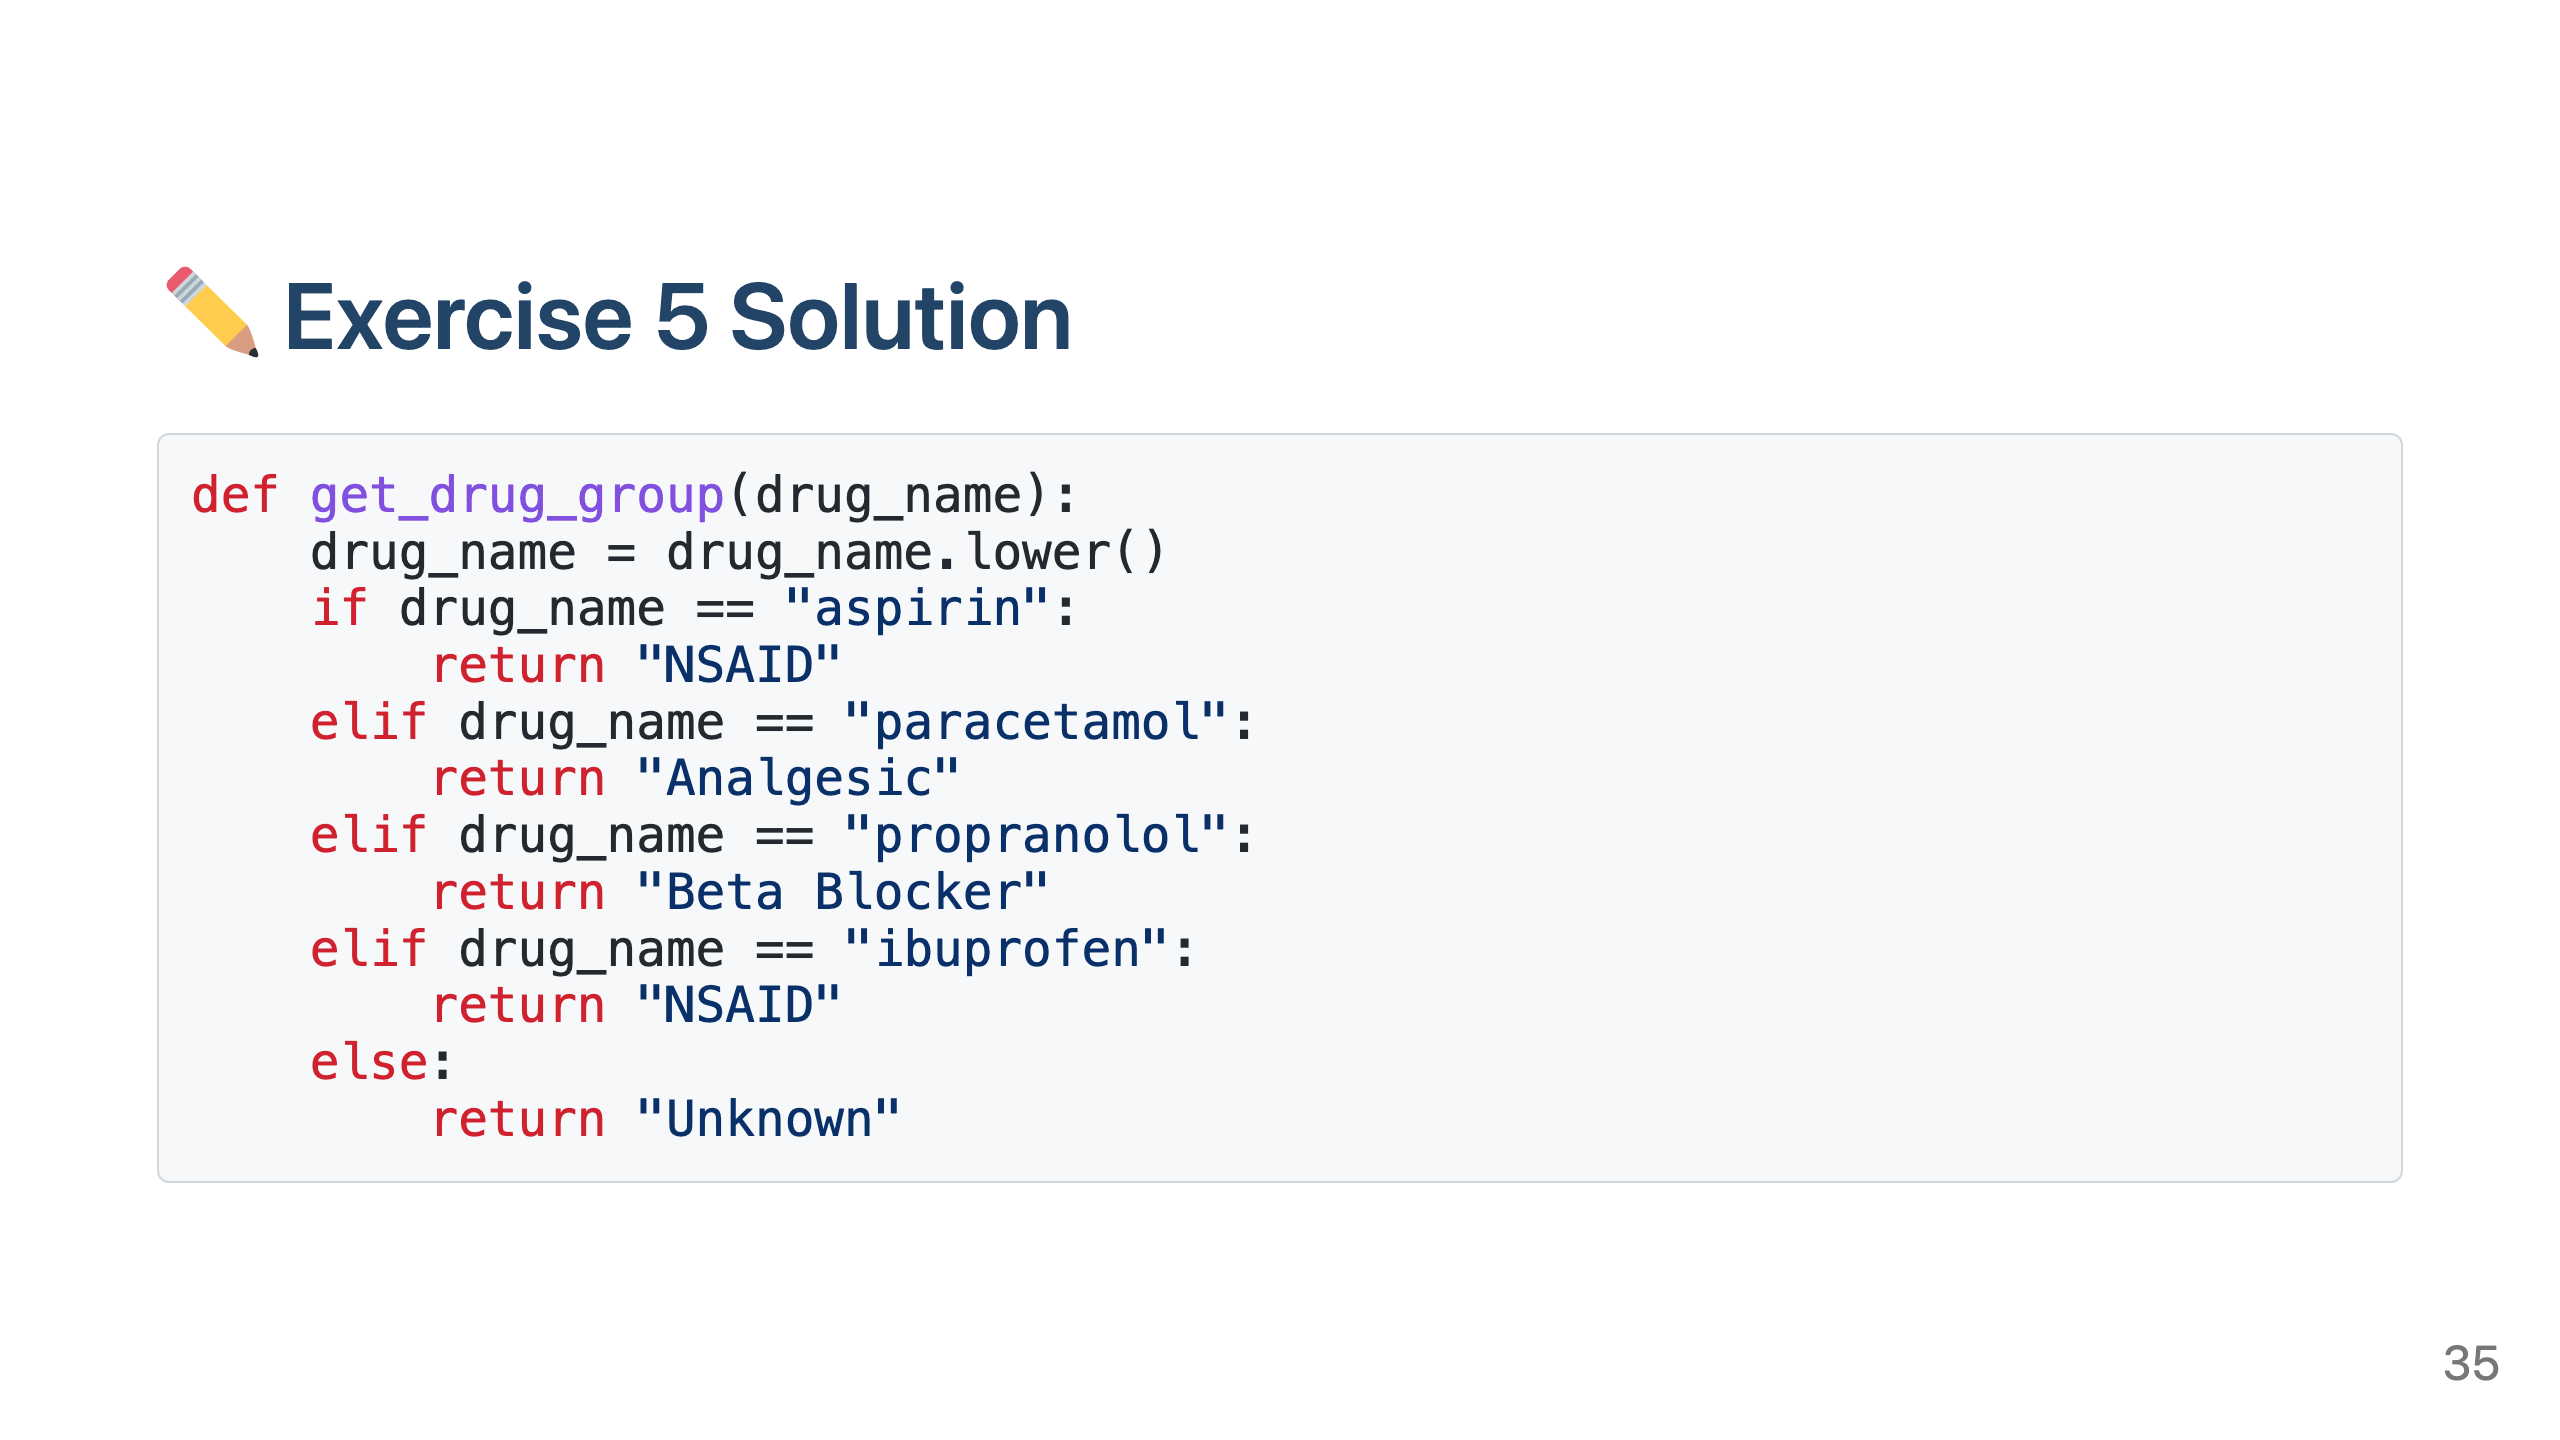 ✏️ Exercise 5 Solution
def get_drug_group(drug_name):
    drug_name = drug_name.lower()
    if drug_name == "aspirin":
        return "NSAID"
    elif drug_name == "paracetamol":
        return "Analgesic"
    elif drug_name == "propranolol":
        return "Beta Blocker"
    elif drug_name == "ibuprofen":
        return "NSAID"
    else:
        return "Unknown"
35